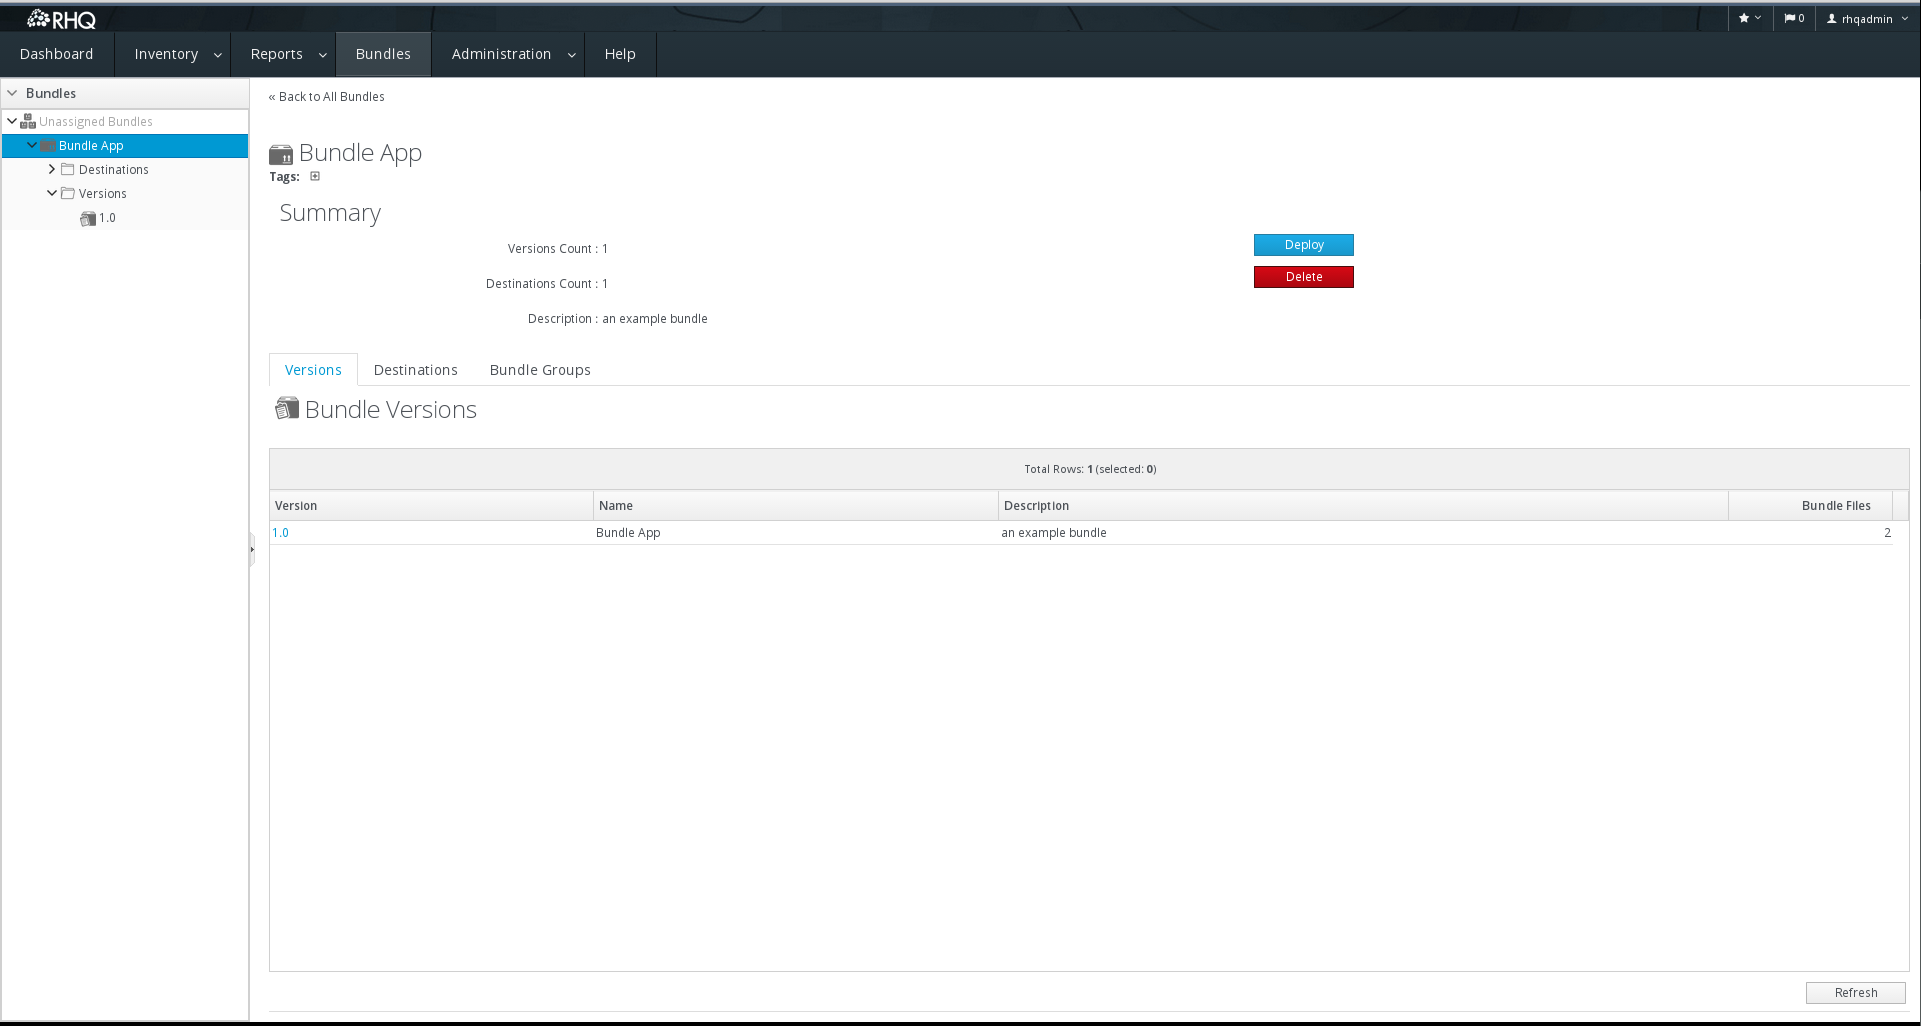 RHQ
0
rhqadmin
Dashboard Inventory Reports Bundles Administration Help
Bundles
Unassigned Bundles
Bundle App
Destinations
Versions
1.0
« Back to All Bundles
Bundle App
Tags:
Summary
Versions Count : 1
Destinations Count : 1
Description : an example bundle
Deploy
Delete
Versions Destinations Bundle Groups
Bundle Versions
Total Rows: 1 (selected: 0)
Version Name Description Bundle Files
1.0 Bundle App an example bundle 2
Refresh